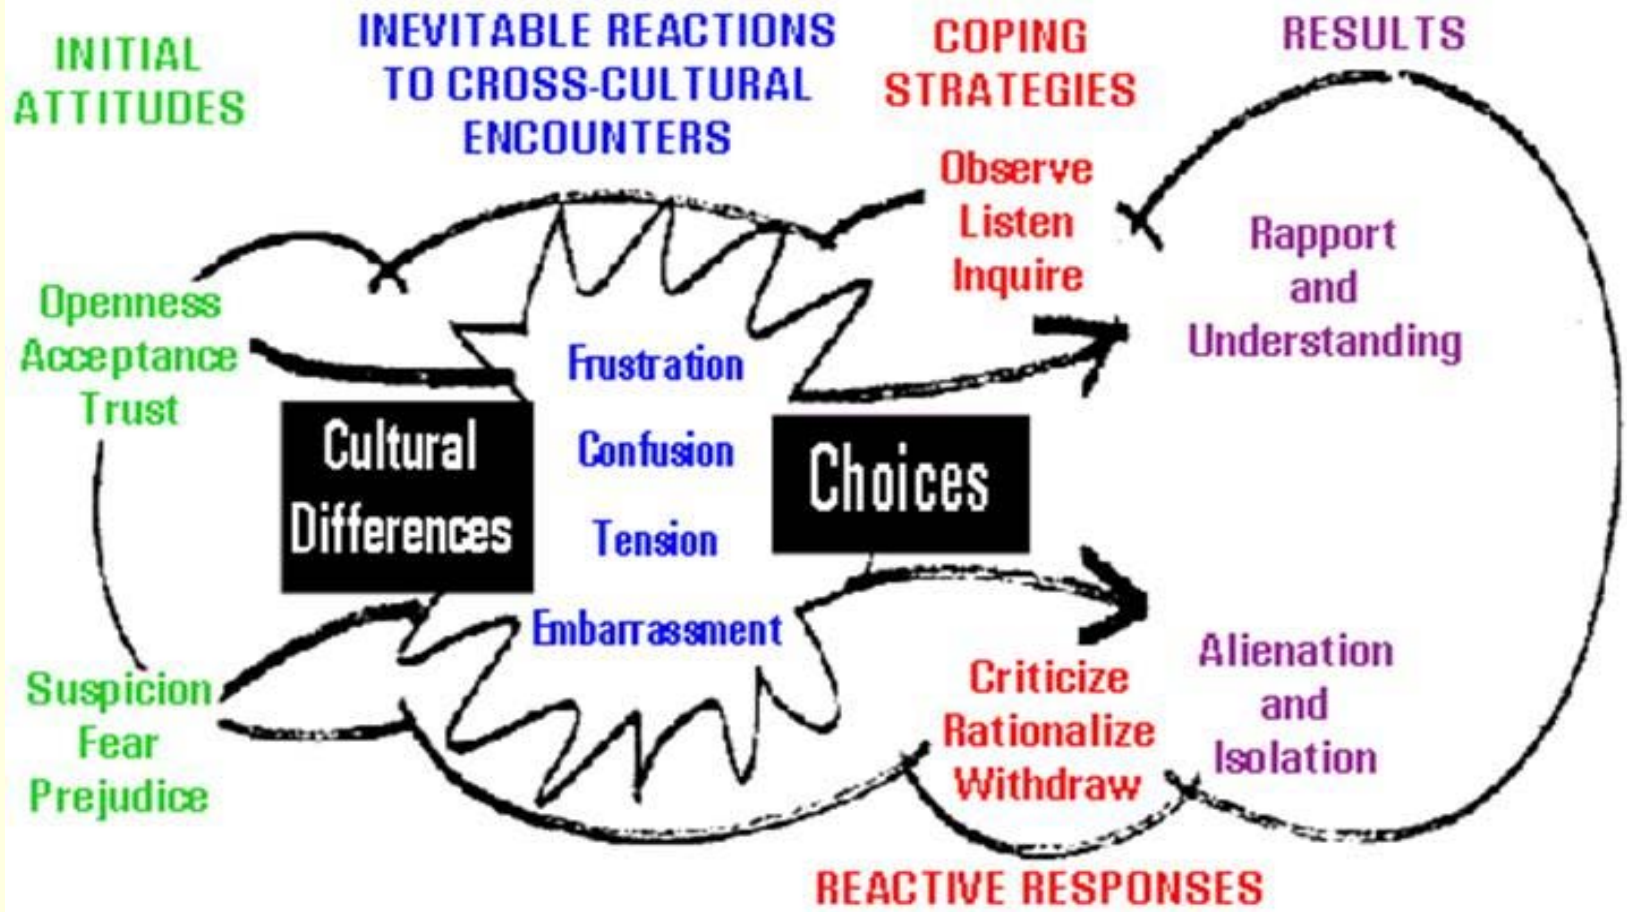 INITIAL
ATTITUDES
INEVITABLE REACTIONS
TO CROSS-CULTURAL
ENCOUNTERS
COPING
STRATEGIES
RESULTS
Openness
Acceptance
Trust
Suspicion
Fear
Prejudice
Cultural
Differences
Frustration
Confusion
Tension
Embarrassment
Choices
Observe
Listen
Inquire
Criticize
Rationalize
Withdraw
Rapport
and
Understanding
Alienation
and
Isolation
REACTIVE RESPONSES